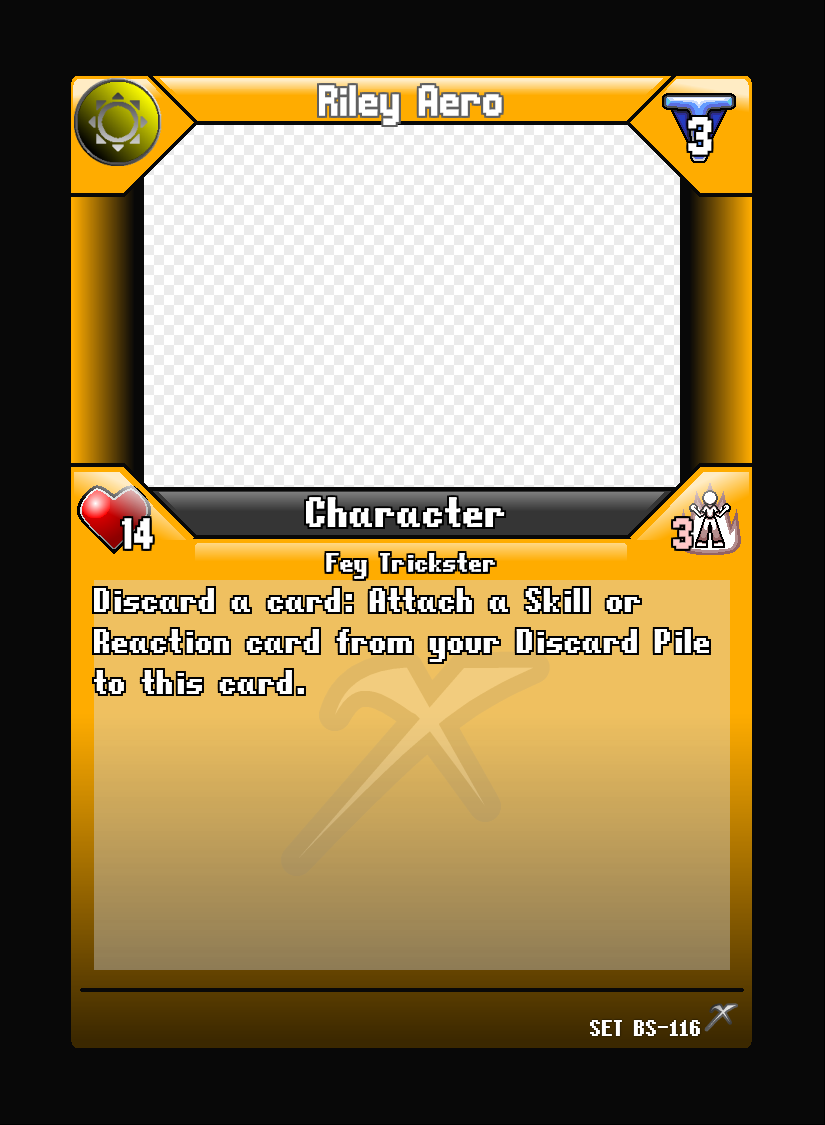 Riley Aero
3
Character
14
3
Fey Trickster
Discard a card: Attach a Skill or
Reaction card from your Discard Pile
to this card.
SET BS-116